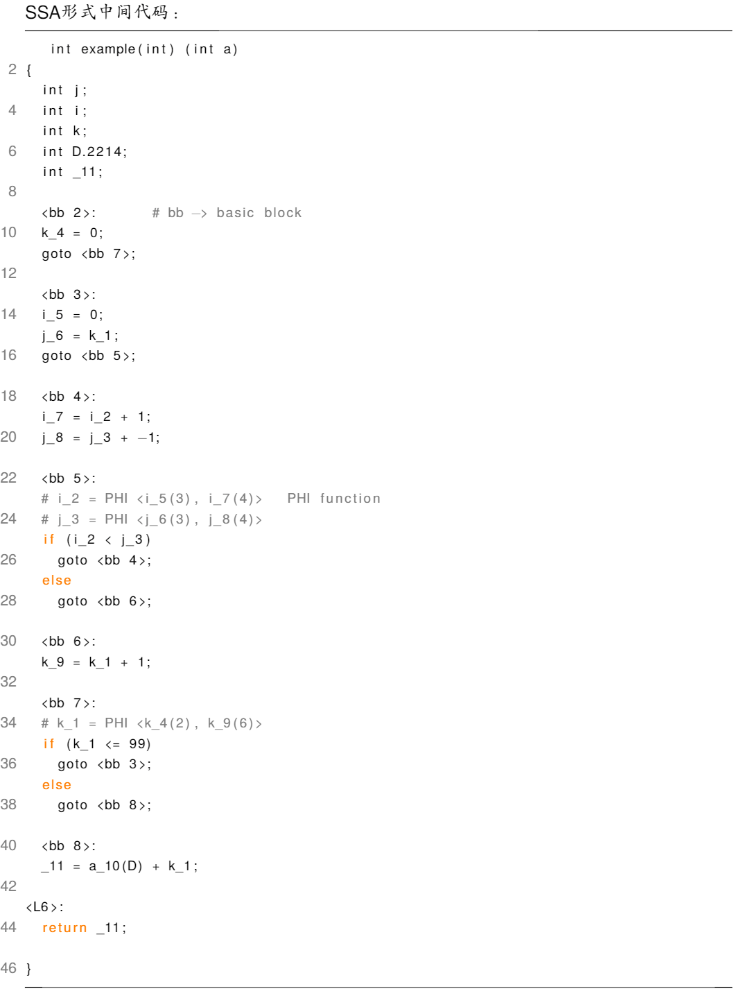 SSA形式中间代码：
int example(int) (int a)
2 {
int j;
4 int i;
int k;
6 int D.2214;
int _11;
8
<bb 2>: # bb −> basic block
10 k_4 = 0;
goto <bb 7>;
12
<bb 3>:
14 i_5 = 0;
j_6 = k_1;
16 goto <bb 5>;
18 <bb 4>:
i_7 = i_2 + 1;
20 j_8 = j_3 + −1;
22 <bb 5>:
# i_2 = PHI <i_5(3), i_7(4)> PHI function
24 # j_3 = PHI <j_6(3), j_8(4)>
if (i_2 < j_3)
26 goto <bb 4>;
else
28 goto <bb 6>;
30 <bb 6>:
k_9 = k_1 + 1;
32
<bb 7>:
34 # k_1 = PHI <k_4(2), k_9(6)>
if (k_1 <= 99)
36 goto <bb 3>;
else
38 goto <bb 8>;
40 <bb 8>:
_11 = a_10(D) + k_1;
42
<L6>:
44 return _11;
46 }